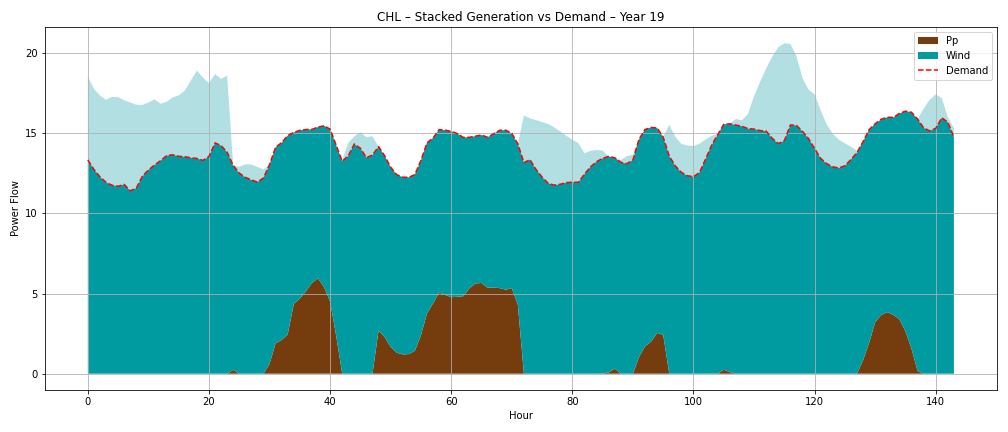 CHL – Stacked Generation vs Demand – Year 19
Pp
Wind
Demand
Power Flow
20
15
10
5
0
0 20 40 60 80 100 120 140
Hour